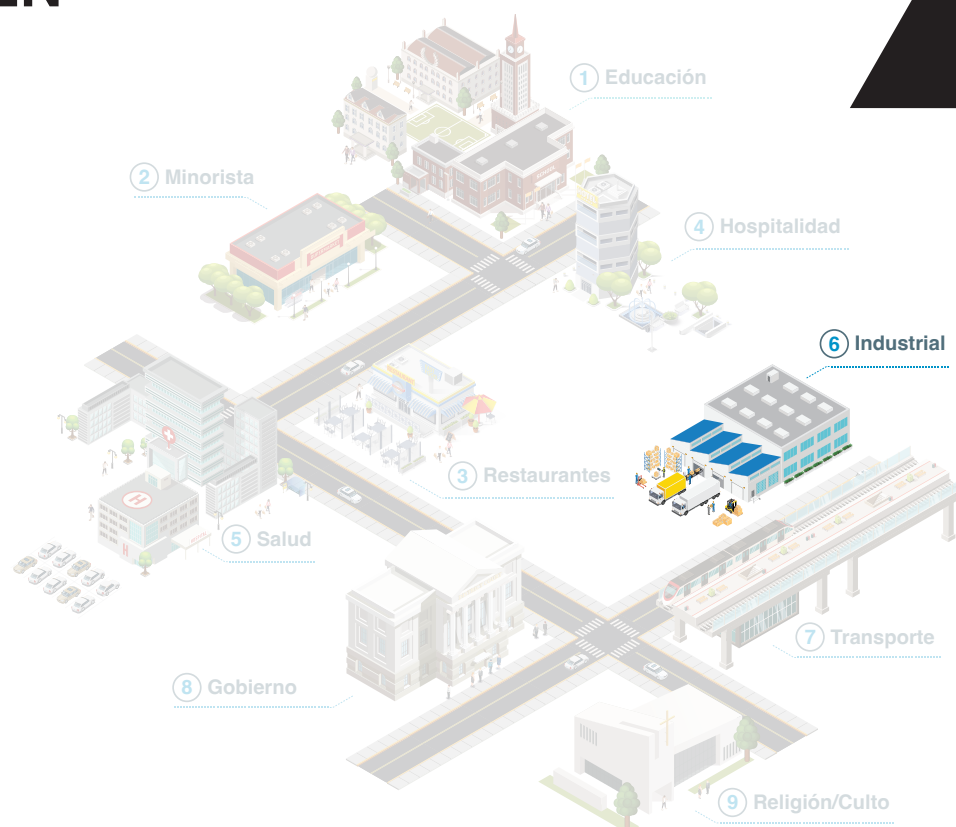 1 Educación
2 Minorista
4 Hospitalidad
6 Industrial
3 Restaurantes
5 Salud
7 Transporte
8 Gobierno
9 Religión/Culto